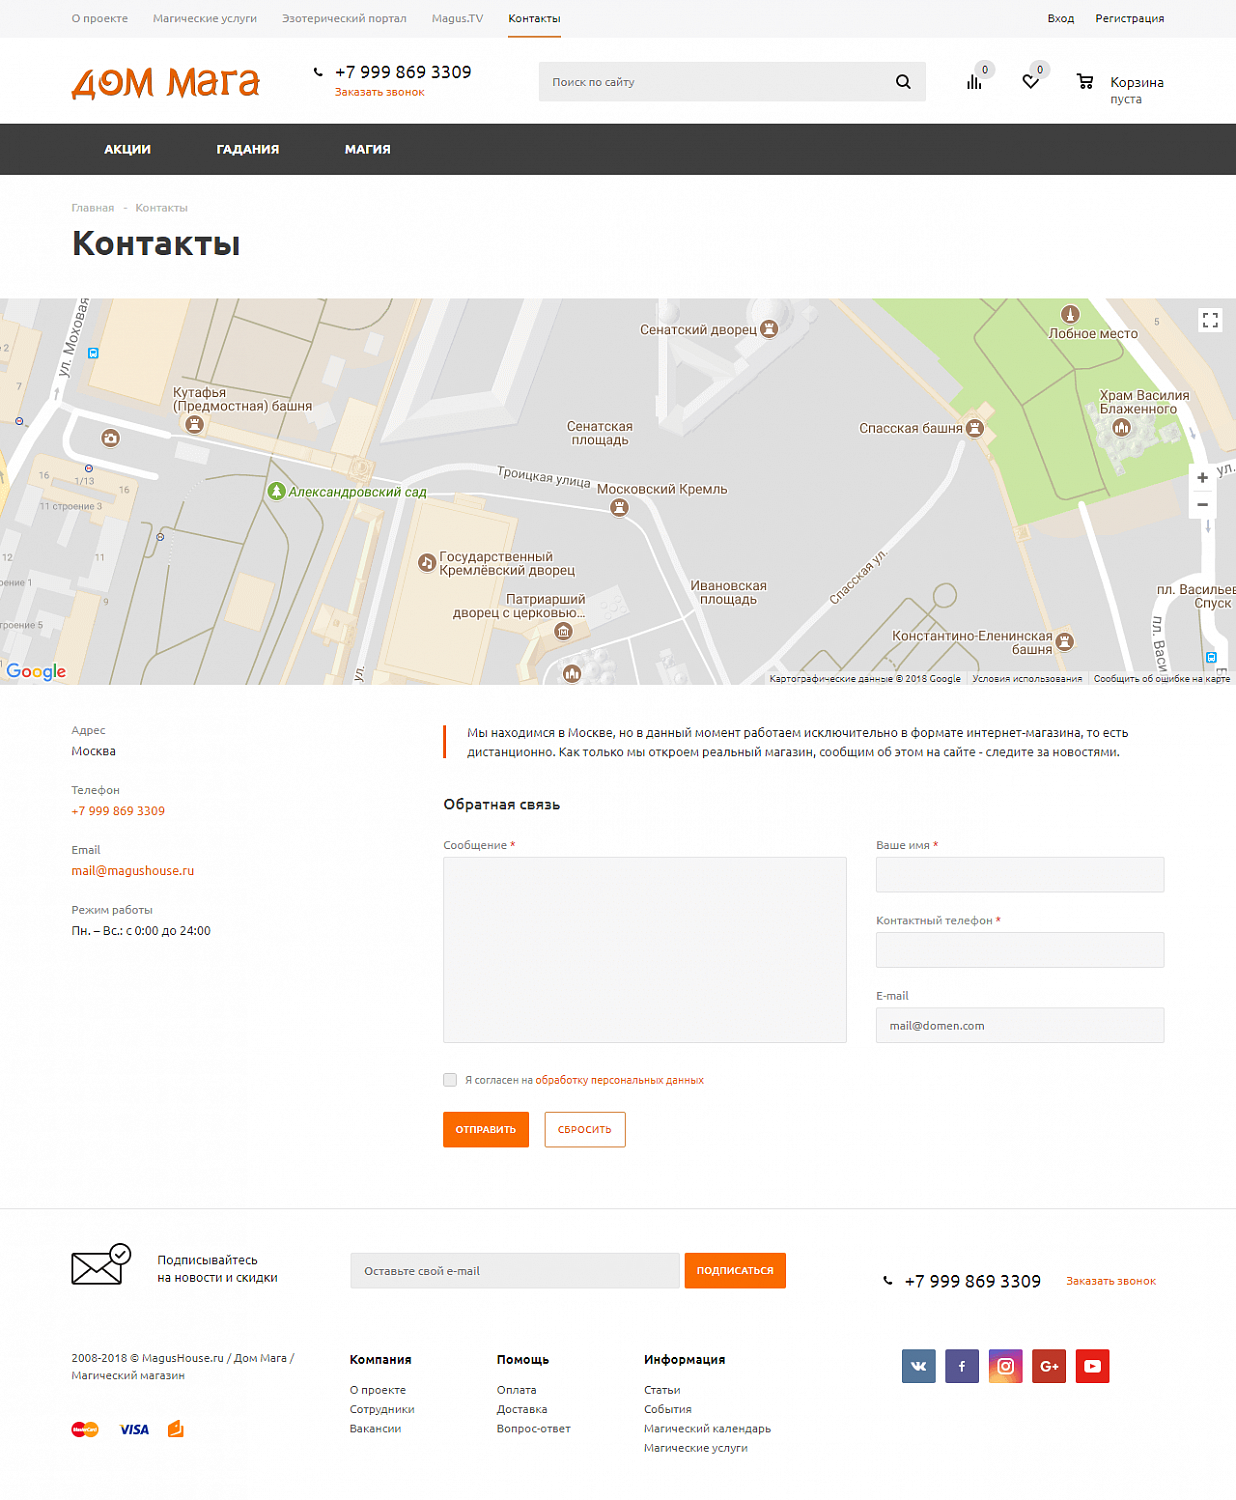 О проекте
Магические услуги
Эзотерический портал
Magus.TV
Контакты
Вход
Регистрация
Дом Мага
+7 999 869 3309
Заказать звонок
Поиск по сайту
0
0
Корзина
пуста
АКЦИИ
ГАДАНИЯ
МАГИЯ
Главная - Контакты
Контакты
ул. Моховая
Сенатский дворец
Лобное место
5
2
7
Кутафья
(Предмостная) башня
Храм Василия
Блаженного
Сенатская
площадь
Спасская башня
ул.
16
1/13
16
11 строение 3
Александровский сад
Троицкая улица
Московский Кремль
12
11
Государственный
Кремлёвский дворец
Ивановская
площадь
Спасская ул.
9
Патриарший
дворец с церковью...
пл. Васильев
Спуск
пл. Васи
Константино-Еленинская
башня
строение 5
ул.
Google
Картографические данные © 2018 Google
Условия использования
Сообщить об ошибке на карте
Адрес
Москва
Телефон
+7 999 869 3309
Email
mail@magushouse.ru
Режим работы
Пн. – Вс.: с 0:00 до 24:00
Мы находимся в Москве, но в данный момент работаем исключительно в формате интернет-магазина, то есть
дистанционно. Как только мы откроем реальный магазин, сообщим об этом на сайте - следите за новостями.
Обратная связь
Сообщение *
Ваше имя *
Контактный телефон *
E-mail
mail@domen.com
Я согласен на обработку персональных данных
ОТПРАВИТЬ
СБРОСИТЬ
Подписывайтесь
на новости и скидки
Оставьте свой e-mail
ПОДПИСАТЬСЯ
+7 999 869 3309
Заказать звонок
2008-2018 © MagusHouse.ru / Дом Мага /
Магический магазин
MasterCard
VISA
Компания
О проекте
Сотрудники
Вакансии
Помощь
Оплата
Доставка
Вопрос-ответ
Информация
Статьи
События
Магический календарь
Магические услуги
f
G+